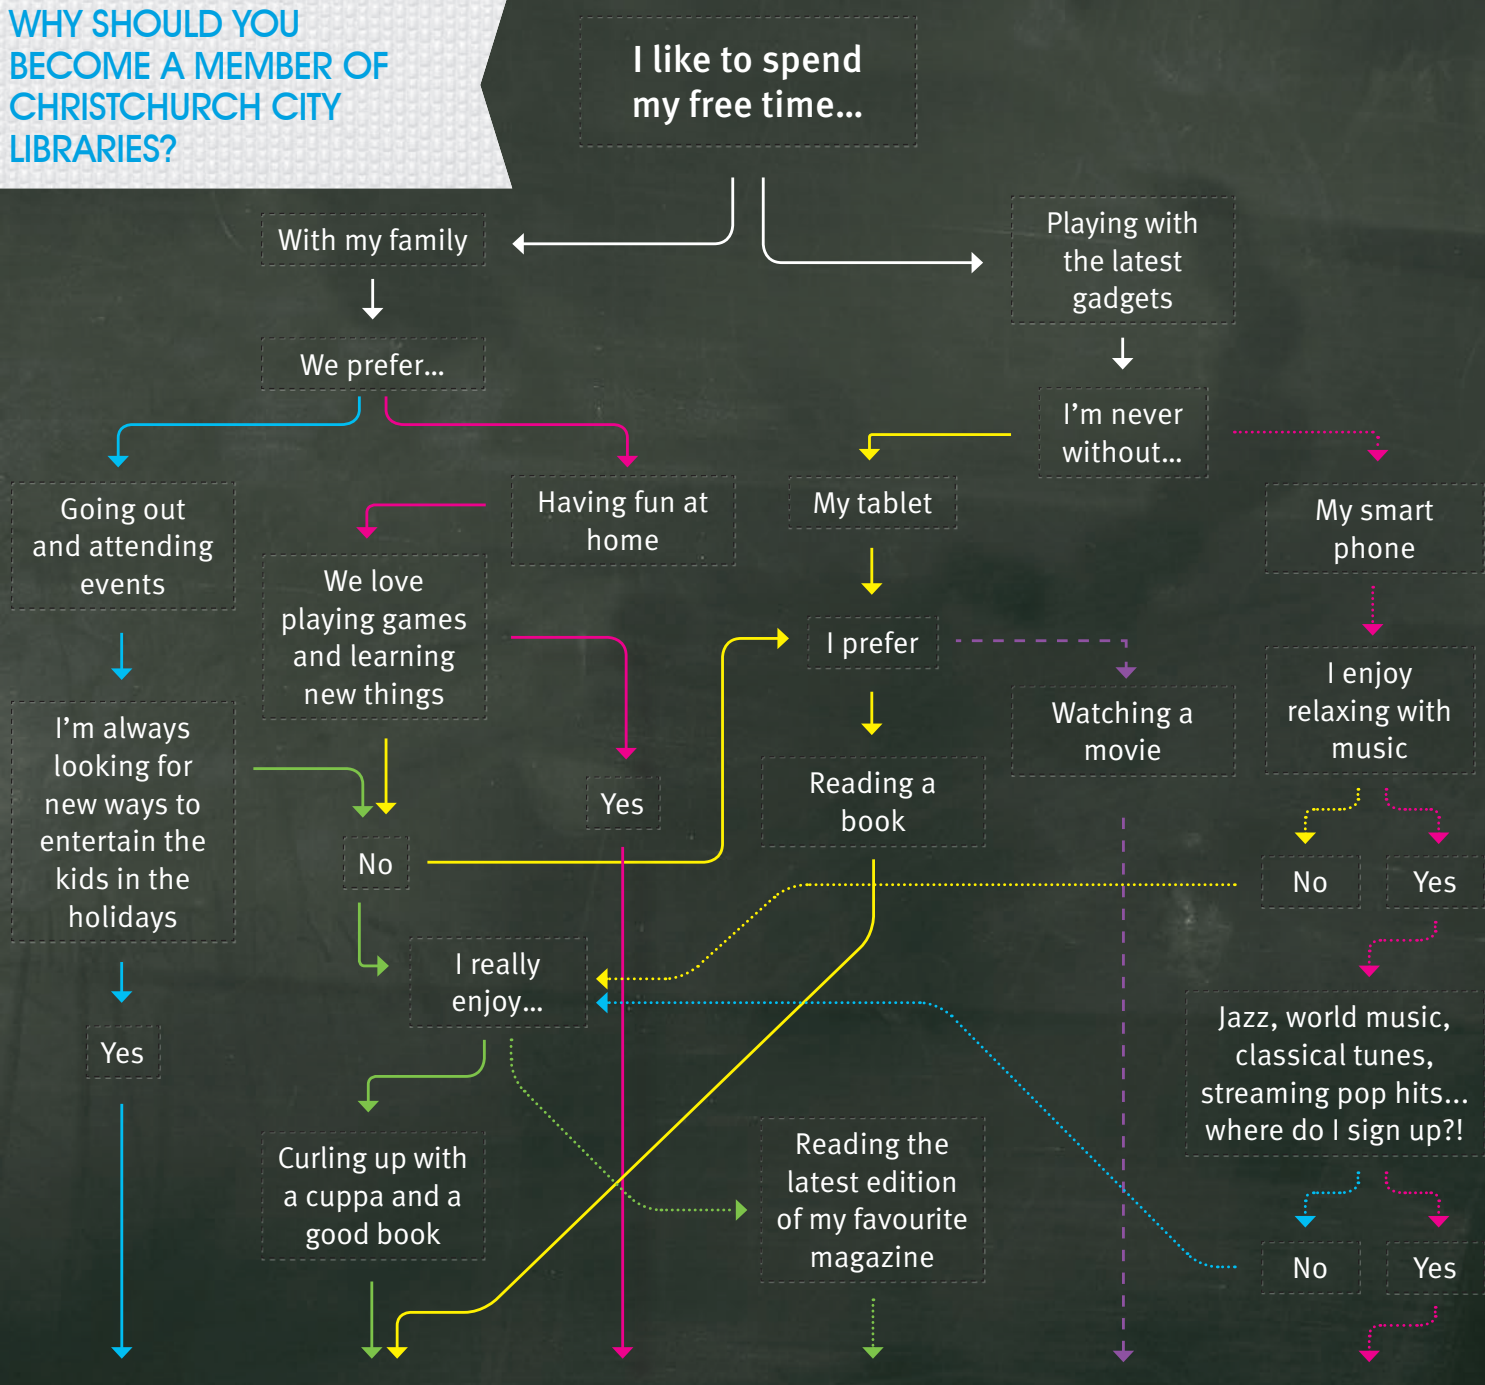 WHY SHOULD YOU
BECOME A MEMBER OF
CHRISTCHURCH CITY
LIBRARIES?
I like to spend
my free time...
With my family
Playing with
the latest
gadgets
We prefer...
I'm never
without...
Going out
and attending
events
Having fun at
home
My tablet
My smart
phone
We love
playing games
and learning
new things
I prefer
I enjoy
relaxing with
music
I'm always
looking for
new ways to
entertain the
kids in the
holidays
Watching a
movie
Reading a
book
Yes
No
No
Yes
I really
enjoy...
Yes
Jazz, world music,
classical tunes,
streaming pop hits...
where do I sign up?!
Curling up with
a cuppa and a
good book
Reading the
latest edition
of my favourite
magazine
No
Yes